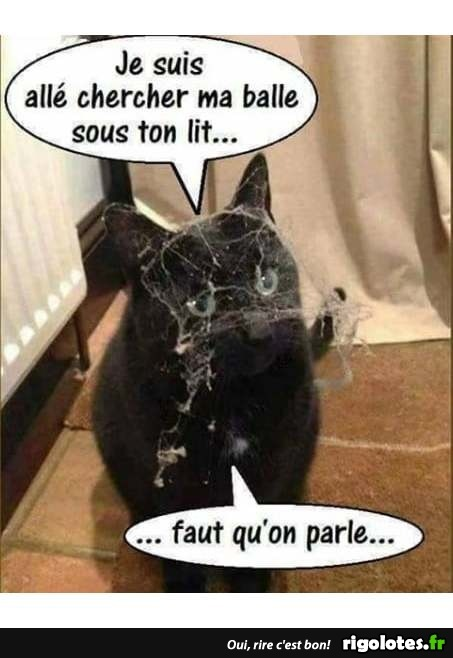 Je suis
allé chercher ma balle
sous ton lit...
... faut qu'on parle...
Oui, rire c'est bon! rigolotes.fr